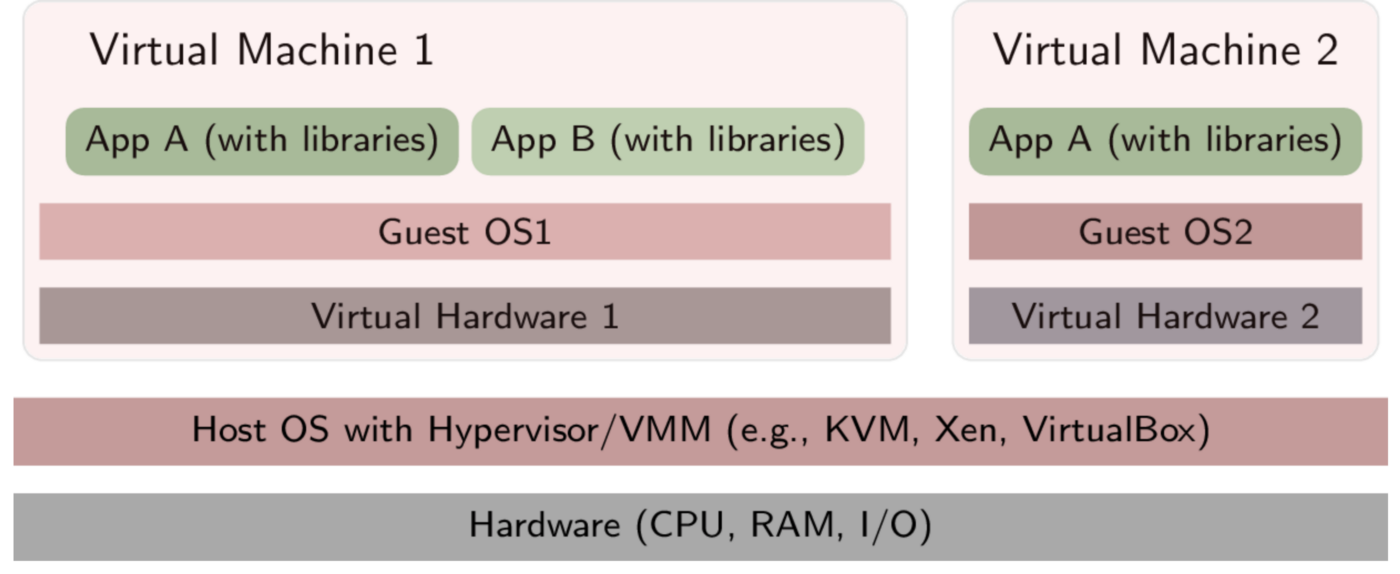 Virtual Machine 1
Virtual Machine 2
App A (with libraries)
App B (with libraries)
App A (with libraries)
Guest OS1
Guest OS2
Virtual Hardware 1
Virtual Hardware 2
Host OS with Hypervisor/VMM (e.g., KVM, Xen, VirtualBox)
Hardware (CPU, RAM, I/O)